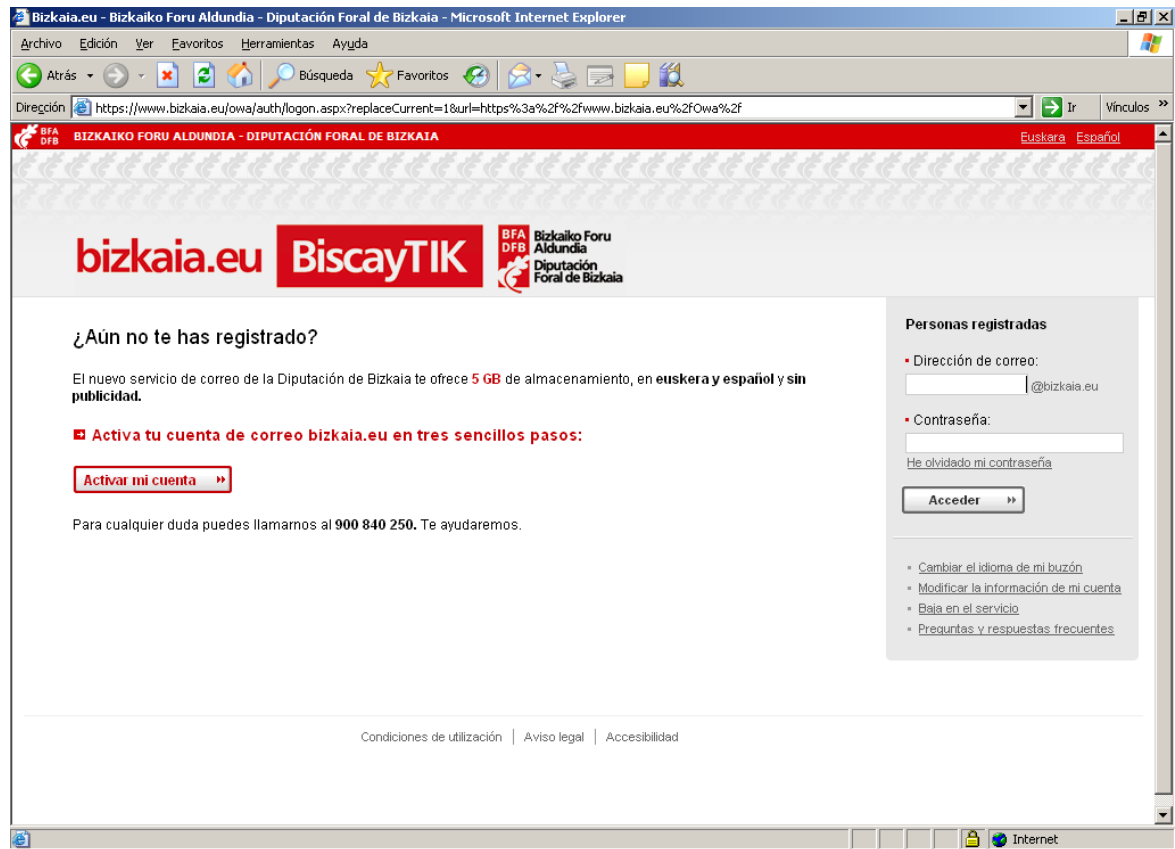 Bizkaia.eu - Bizkaiko Foru Aldundia - Diputación Foral de Bizkaia - Microsoft Internet Explorer
Archivo Edición Ver Favoritos Herramientas Ayuda
Atrás Búsqueda Favoritos
Dirección https://www.bizkaia.eu/owa/auth/logon.aspx?replaceCurrent=1&url=https%3a%2f%2fwww.bizkaia.eu%2fOwa%2f Ir Vínculos »
BFA DFB BIZKAIKO FORU ALDUNDIA - DIPUTACIÓN FORAL DE BIZKAIA Euskara Español
bizkaia.eu BiscayTIK
BFA DFB
Bizkaiko Foru
Aldundia
Diputación
Foral de Bizkaia
¿Aún no te has registrado?
El nuevo servicio de correo de la Diputación de Bizkaia te ofrece 5 GB de almacenamiento, en euskera y español y sin
publicidad.
Activa tu cuenta de correo bizkaia.eu en tres sencillos pasos:
Activar mi cuenta »
Para cualquier duda puedes llamarnos al 900 840 250. Te ayudaremos.
Personas registradas
Dirección de correo:
@bizkaia.eu
Contraseña:
He olvidado mi contraseña
Acceder »
Cambiar el idioma de mi buzón
Modificar la información de mi cuenta
Baja en el servicio
Preguntas y respuestas frecuentes
Condiciones de utilización | Aviso legal | Accesibilidad
Internet